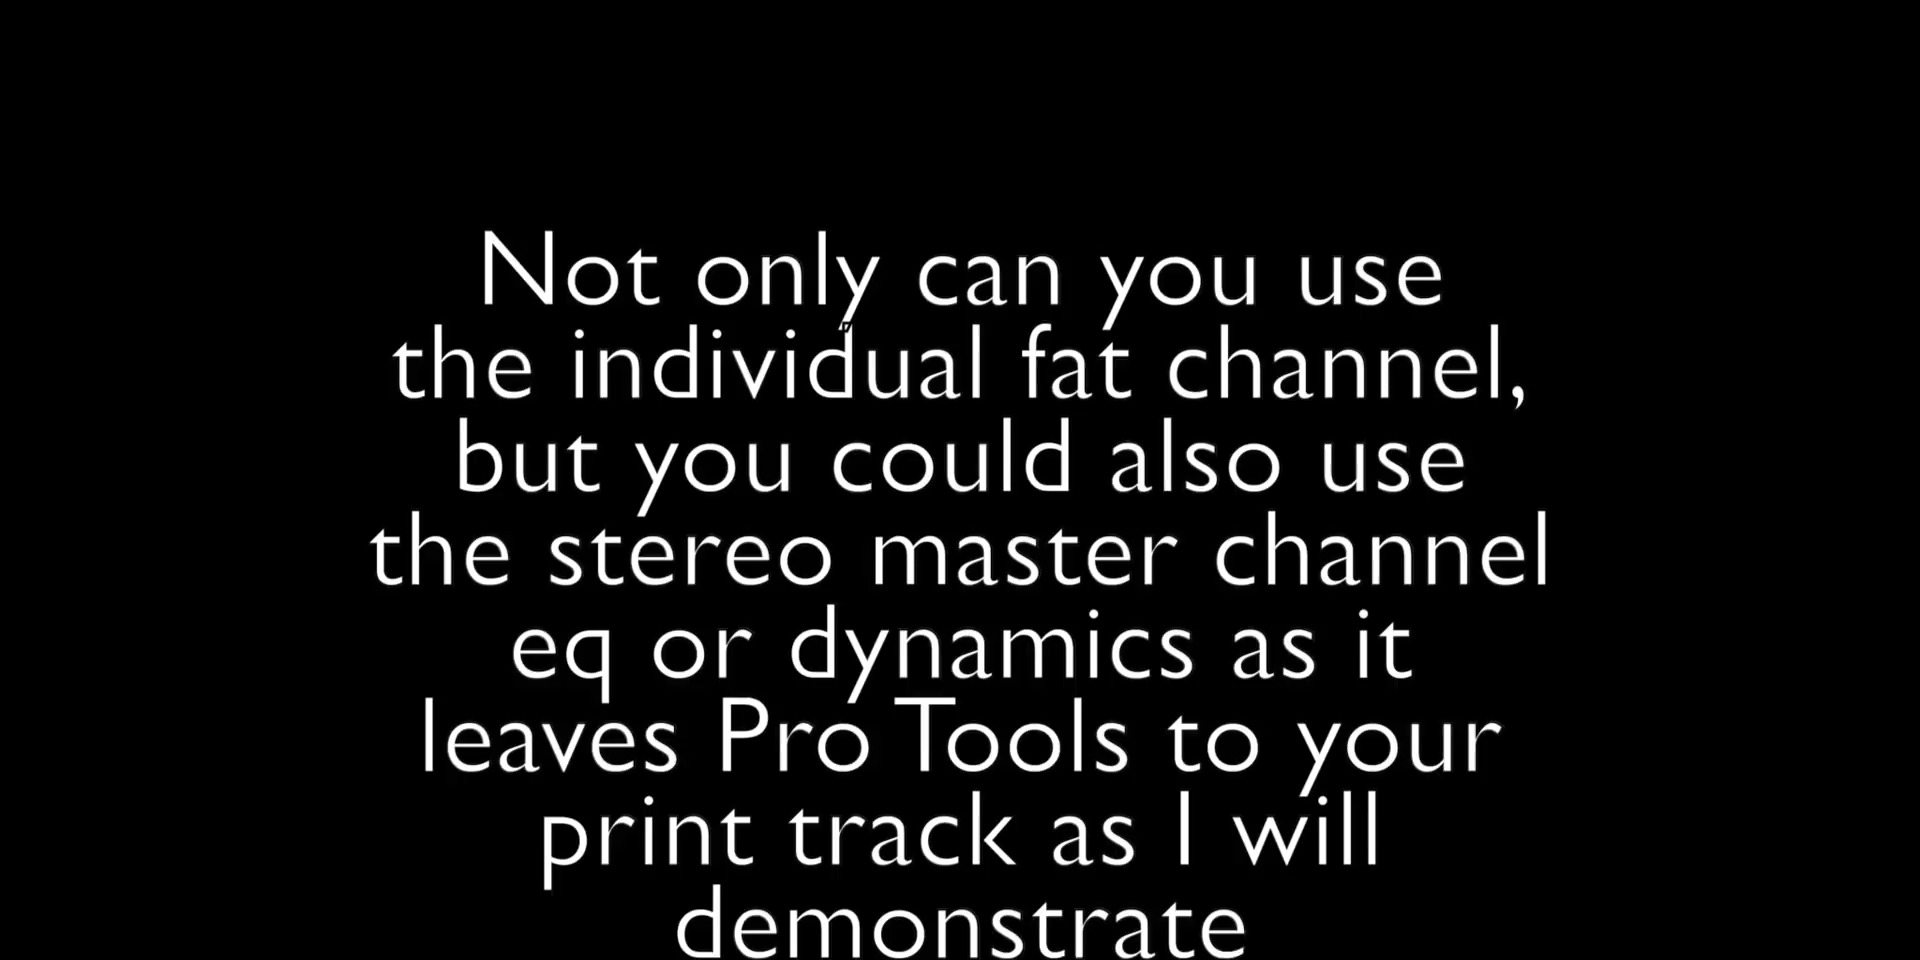 Not only can you use
the individual fat channel,
but you could also use
the stereo master channel
eq or dynamics as it
leaves Pro Tools to your
print track as I will
demonstrate